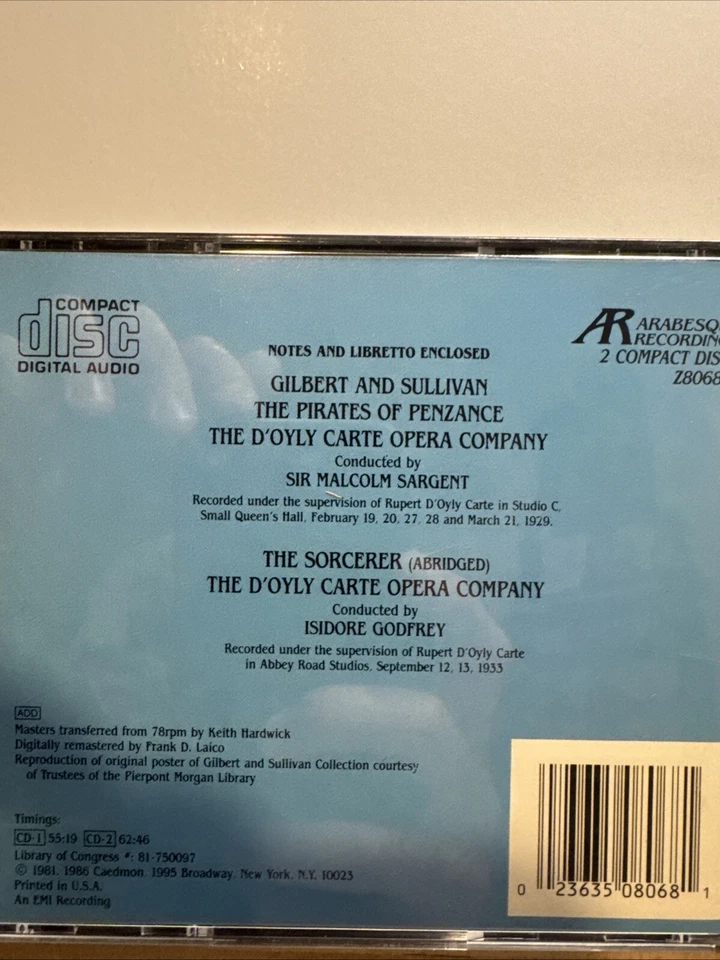 COMPACT
disc
DIGITAL AUDIO
AR ARABESQ
RECORDIN
2 COMPACT DIS
Z8068
NOTES AND LIBRETTO ENCLOSED
GILBERT AND SULLIVAN
THE PIRATES OF PENZANCE
THE D'OYLY CARTE OPERA COMPANY
Conducted by
SIR MALCOLM SARGENT
Recorded under the supervision of Rupert D'Oyly Carte in Studio C,
Small Queen's Hall, February 19, 20, 27, 28 and March 21, 1929.
THE SORCERER (ABRIDGED)
THE D'OYLY CARTE OPERA COMPANY
Conducted by
ISIDORE GODFREY
Recorded under the supervision of Rupert D'Oyly Carte
in Abbey Road Studios, September 12, 13, 1933
ADD
Masters transferred from 78rpm by Keith Hardwick
Digitally remastered by Frank D. Laico
Reproduction of original poster of Gilbert and Sullivan Collection courtesy
of Trustees of the Pierpont Morgan Library
Timings:
CD-1 55:19 CD-2 62:46
Library of Congress #: 81-750097
© 1981, 1986 Caedmon, 1995 Broadway, New York, N.Y. 10023
Printed in U.S.A.
An EMI Recording
0 23635 08068 1